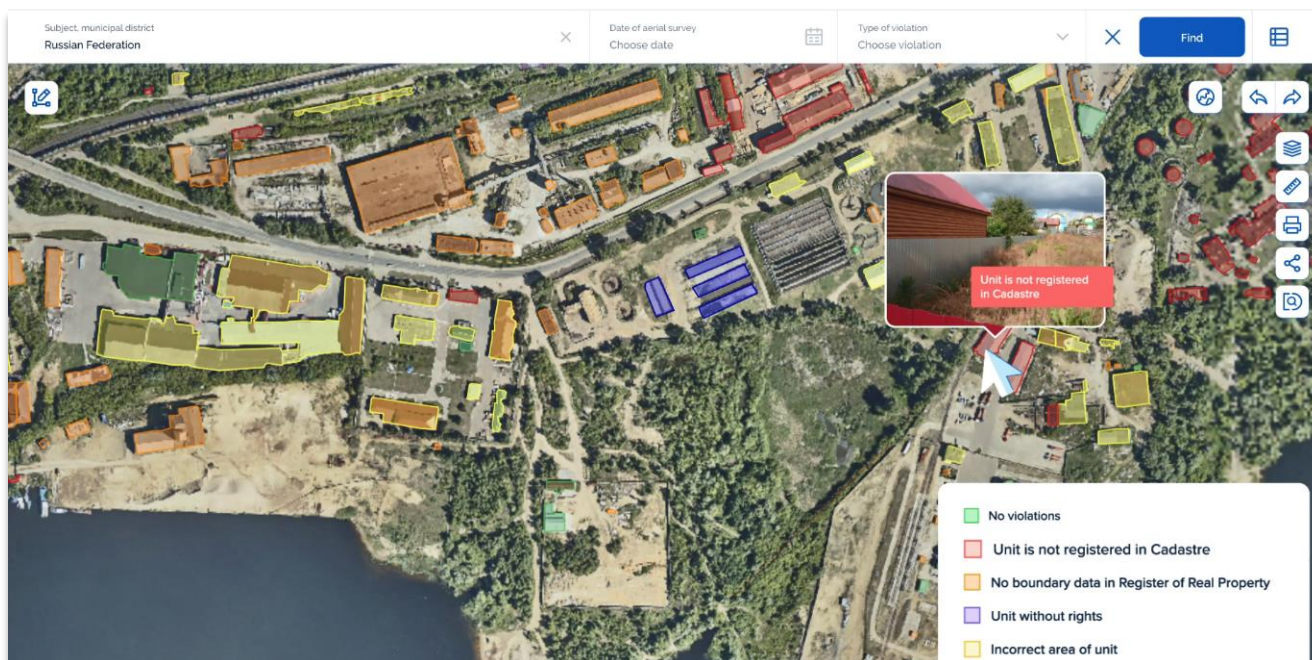 Subject, municipal district
Russian Federation
Date of aerial survey
Choose date
Type of violation
Choose violation
Find
Unit is not registered
in Cadastre
No violations
Unit is not registered in Cadastre
No boundary data in Register of Real Property
Unit without rights
Incorrect area of unit